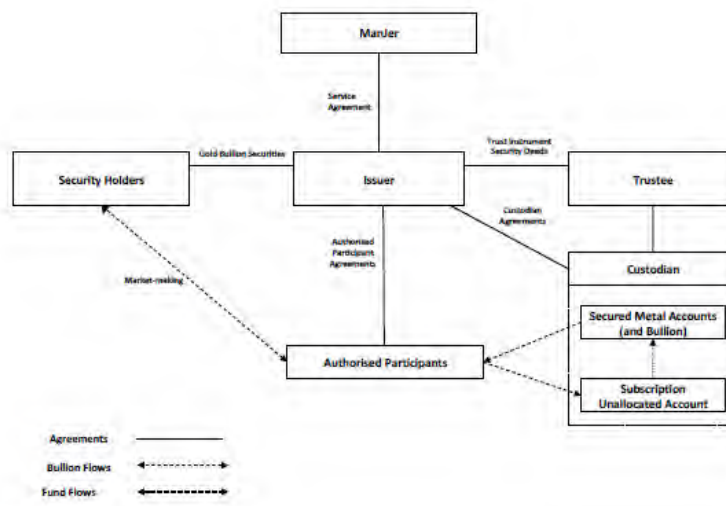 ManJer
Service
Agreement
Gold Bullion Securities
Trust Instrument
Security Deeds
Security Holders
Issuer
Trustee
Custodian
Agreements
Authorised
Participant
Agreements
Custodian
Market-making
Secured Metal Accounts
(and Bullion)
Authorised Participants
Subscription
Unallocated Account
Agreements
Bullion Flows
Fund Flows